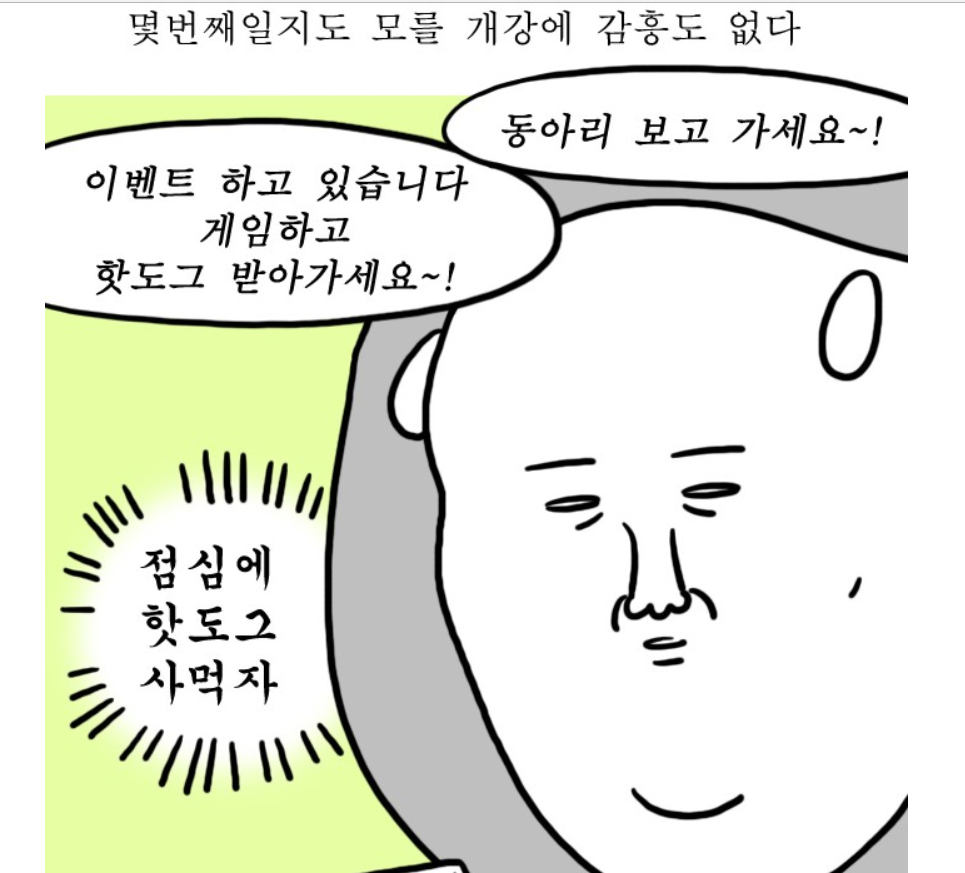 몇번째일지도 모를 개강에 감흥도 없다
동아리 보고 가세요~!
이벤트 하고 있습니다
게임하고
핫도그 받아가세요~!
점심에
핫도그
사먹자